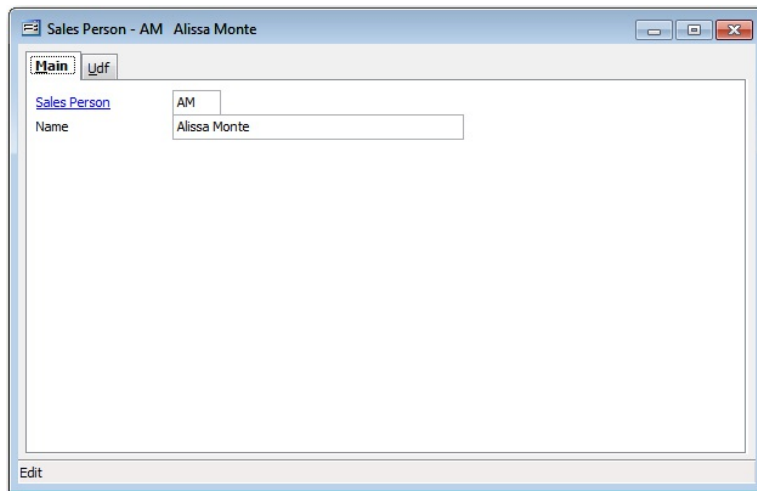 Sales Person - AM Alissa Monte
Main Udf
Sales Person AM
Name Alissa Monte
Edit